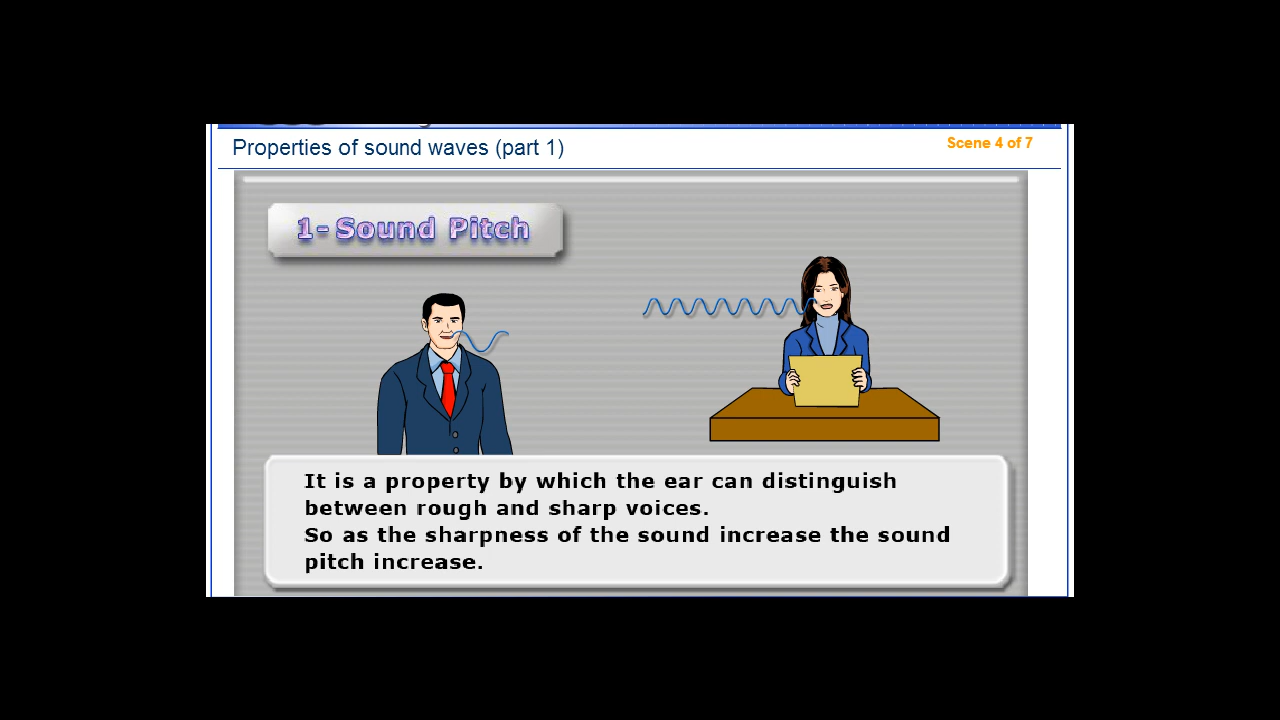 Properties of sound waves (part 1)
Scene 4 of 7
1- Sound Pitch
It is a property by which the ear can distinguish
between rough and sharp voices.
So as the sharpness of the sound increase the sound
pitch increase.